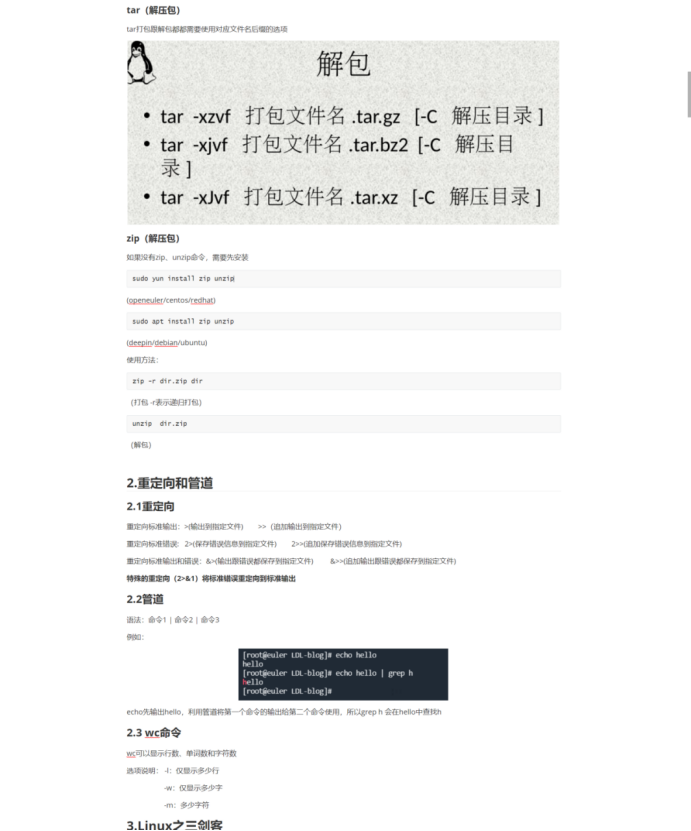 tar（解压包）
tar打包跟解包都都需要使用对应文件名后缀的选项
解包
• tar -xzvf 打包文件名 .tar.gz [-C 解压目录 ]
• tar -xjvf 打包文件名 .tar.bz2 [-C 解压目
录 ]
• tar -xJvf 打包文件名 .tar.xz [-C 解压目录 ]
zip（解压包）
如果没有zip、unzip命令，需要先安装
sudo yun install zip unzip
(openeuler/centos/redhat)
sudo apt install zip unzip
(deepin/debian/ubuntu)
使用方法：
zip -r dir.zip dir
（打包 -r表示递归打包）
unzip  dir.zip
（解包）
2.重定向和管道
2.1重定向
重定向标准输出：>(输出到指定文件)  >>（追加输出到指定文件）
重定向标准错误：2>(保存错误信息到指定文件)  2>>(追加保存错误信息到指定文件)
重定向标准输出和错误：&>(输出跟错误都保存到指定文件)  &>>(追加输出跟错误都保存到指定文件)
特殊的重定向（2>&1）将标准错误重定向到标准输出
2.2管道
语法：命令1 | 命令2 | 命令3
例如：
[root@euler LDL-blog]# echo hello
hello
[root@euler LDL-blog]# echo hello | grep h
hello
[root@euler LDL-blog]#
echo先输出hello，利用管道将第一个命令的输出给第二个命令使用，所以grep h 会在hello中查找h
2.3 wc命令
wc可以显示行数、单词数和字符数
选项说明： -l：仅显示多少行
-w：仅显示多少字
-m：多少字符
3.Linux之三剑客